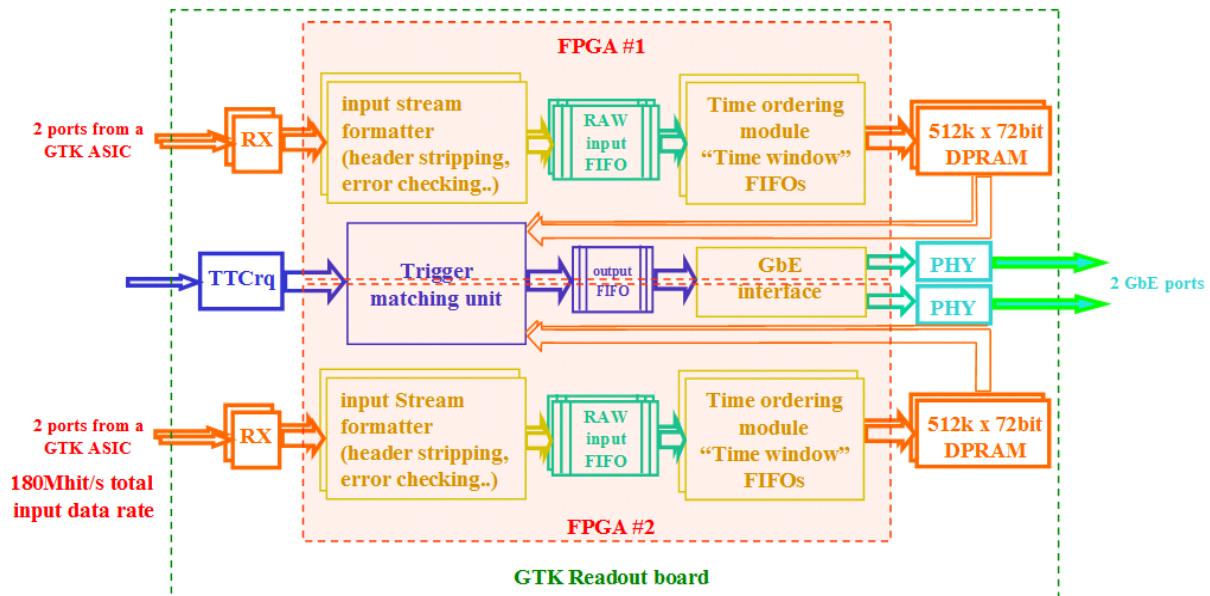 FPGA #1
2 ports from a
GTK ASIC
RX
input stream
formatter
(header stripping,
error checking..)
RAW
input
FIFO
Time ordering
module
“Time window”
FIFOs
512k x 72bit
DPRAM
TTCrq
Trigger
matching unit
output
FIFO
GbE
interface
PHY
PHY
2 GbE ports
2 ports from a
GTK ASIC
180Mhit/s total
input data rate
RX
input Stream
formatter
(header stripping,
error checking..)
RAW
input
FIFO
Time ordering
module
“Time window”
FIFOs
512k x 72bit
DPRAM
FPGA #2
GTK Readout board